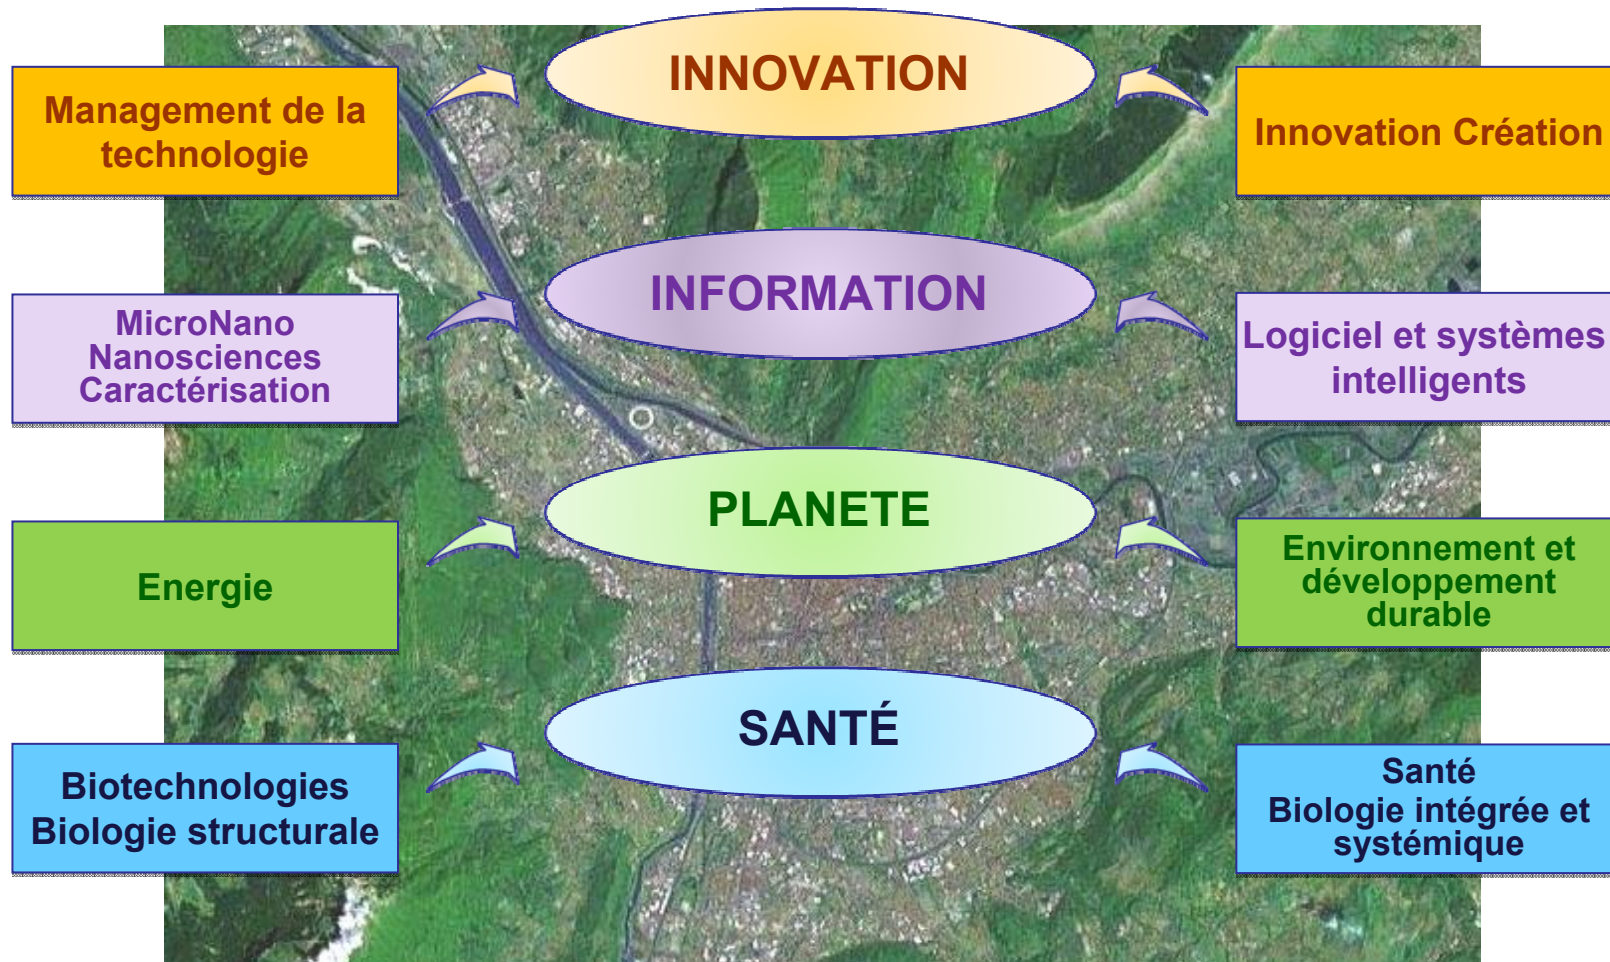 INNOVATION
Management de la
technologie
Innovation Création
INFORMATION
MicroNano
Nanosciences
Caractérisation
Logiciel et systèmes
intelligents
PLANETE
Energie
Environnement et
développement
durable
SANTÉ
Biotechnologies
Biologie structurale
Santé
Biologie intégrée et
systémique